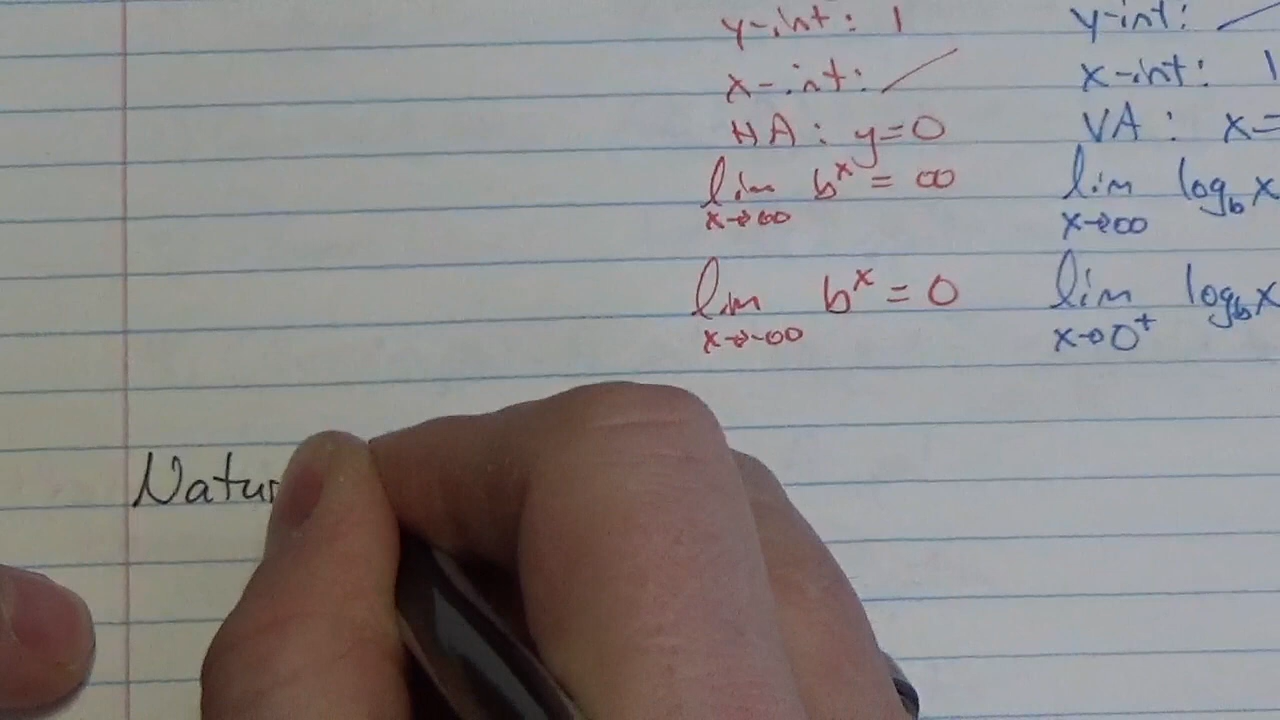 y-int: 1 y-int:
x-int: x-int: 1
HA: y=0 VA: x=
lim b^x = ∞ lim log_b x
x→∞ x→∞
lim b^x = 0 lim log_b x
x→-∞ x→0^+
Natur